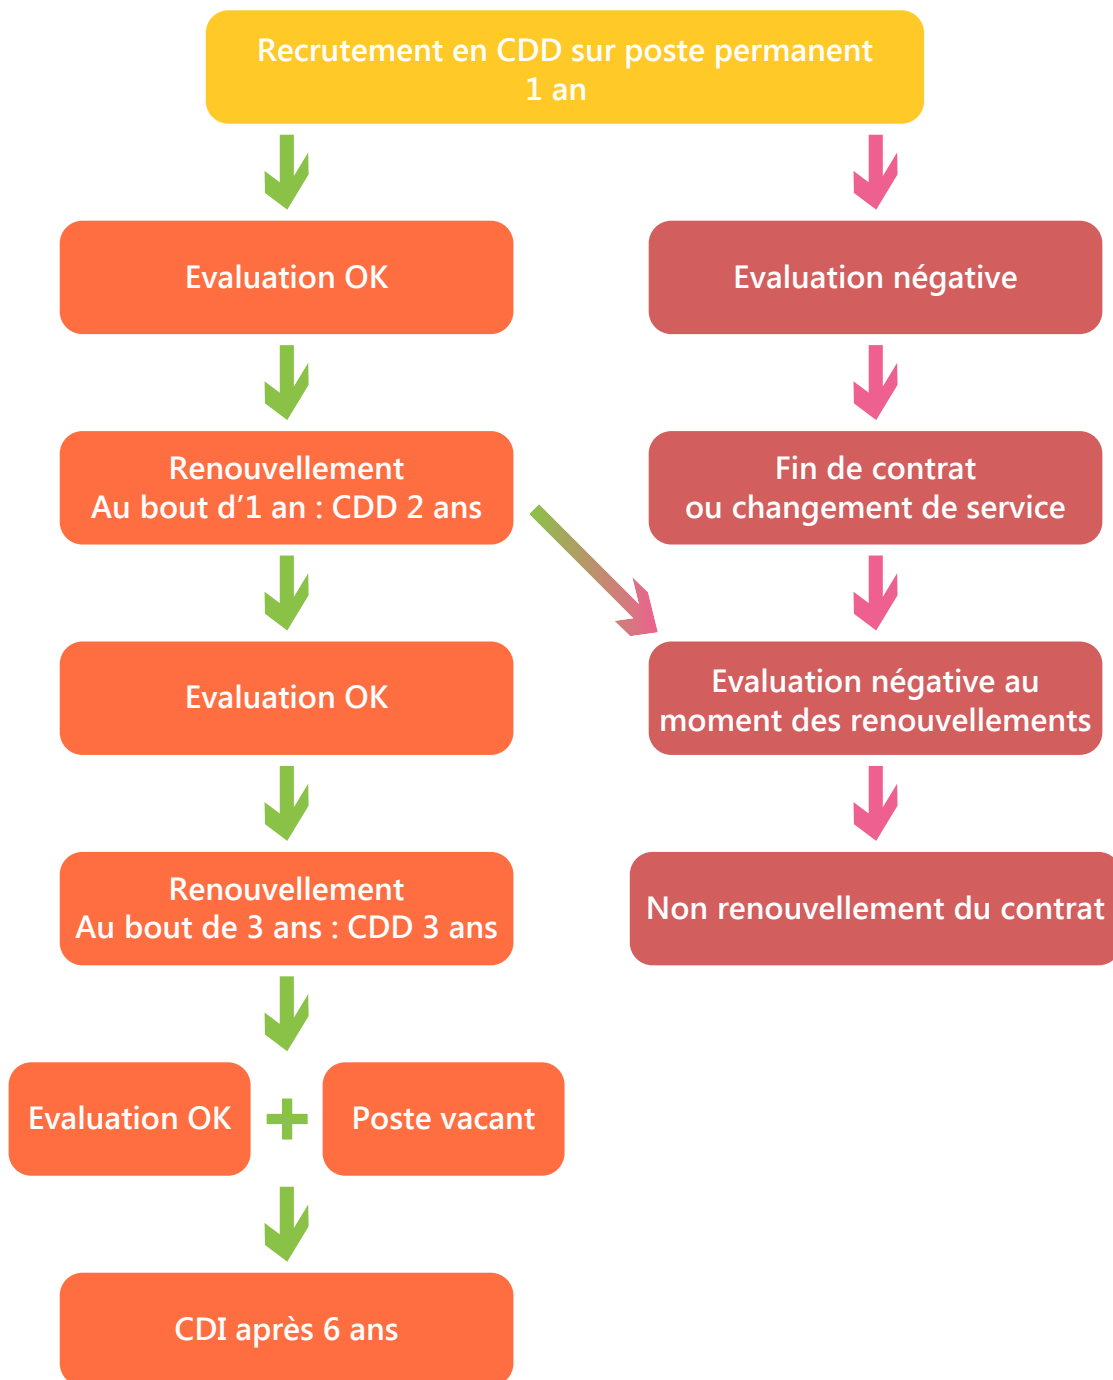 Recrutement en CDD sur poste permanent
1 an
Evaluation OK
Evaluation négative
Renouvellement
Au bout d'1 an : CDD 2 ans
Fin de contrat
ou changement de service
Evaluation OK
Evaluation négative au
moment des renouvellements
Renouvellement
Au bout de 3 ans : CDD 3 ans
Non renouvellement du contrat
Evaluation OK
Poste vacant
CDI après 6 ans